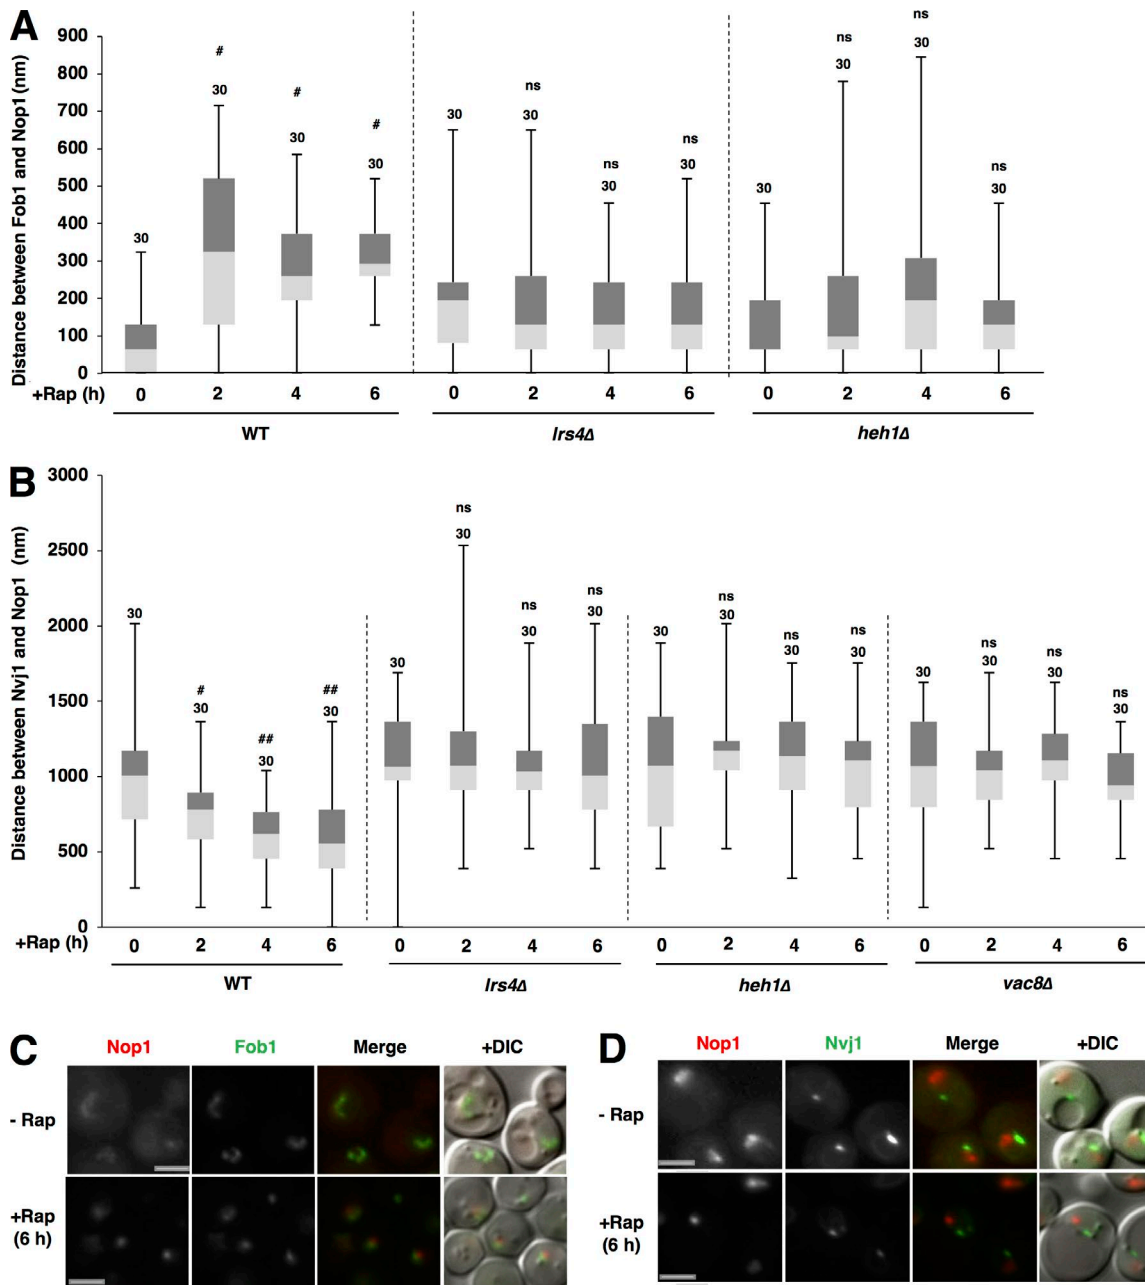 A
Distance between Fob1 and Nop1(nm)
900
800
700
600
500
400
300
200
100
0
30
#
30
#
30
#
30
30
ns
30
ns
30
ns
30
30
ns
30
ns
30
ns
30
+Rap (h)
0 2 4 6 0 2 4 6 0 2 4 6
WT lrs4Δ heh1Δ
B
Distance between Nvj1 and Nop1 (nm)
3000
2500
2000
1500
1000
500
0
30
#
30
##
30
##
30
30
ns
30
ns
30
ns
30
30
ns
30
ns
30
ns
30
30
ns
30
ns
30
ns
30
+Rap (h)
0 2 4 6 0 2 4 6 0 2 4 6 0 2 4 6
WT lrs4Δ heh1Δ vac8Δ
C
Nop1 Fob1 Merge +DIC
- Rap
+Rap
(6 h)
D
Nop1 Nvj1 Merge +DIC
- Rap
+Rap
(6 h)